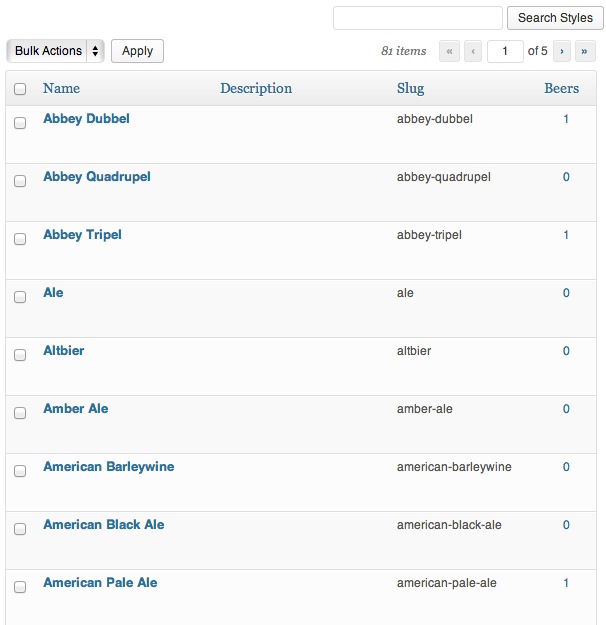 Search Styles
Bulk Actions Apply 81 items « ‹ 1 of 5 › »
Name Description Slug Beers
Abbey Dubbel abbey-dubbel 1
Abbey Quadrupel abbey-quadrupel 0
Abbey Tripel abbey-tripel 1
Ale ale 0
Altbier altbier 0
Amber Ale amber-ale 0
American Barleywine american-barleywine 0
American Black Ale american-black-ale 0
American Pale Ale american-pale-ale 1